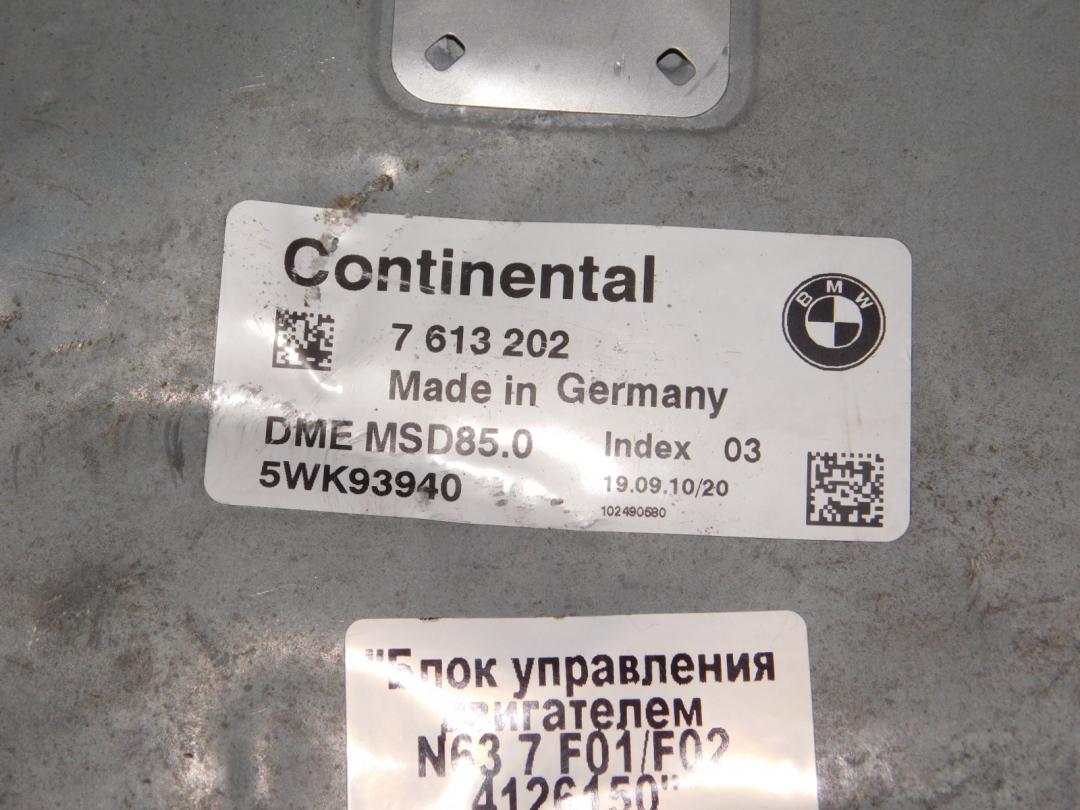 Continental
BMW
7 613 202
Made in Germany
DME MSD85.0 Index 03
5WK93940 19.09.10/20
102490580
"Блок управления
двигателем
N63 7 F01/F02
4126150"